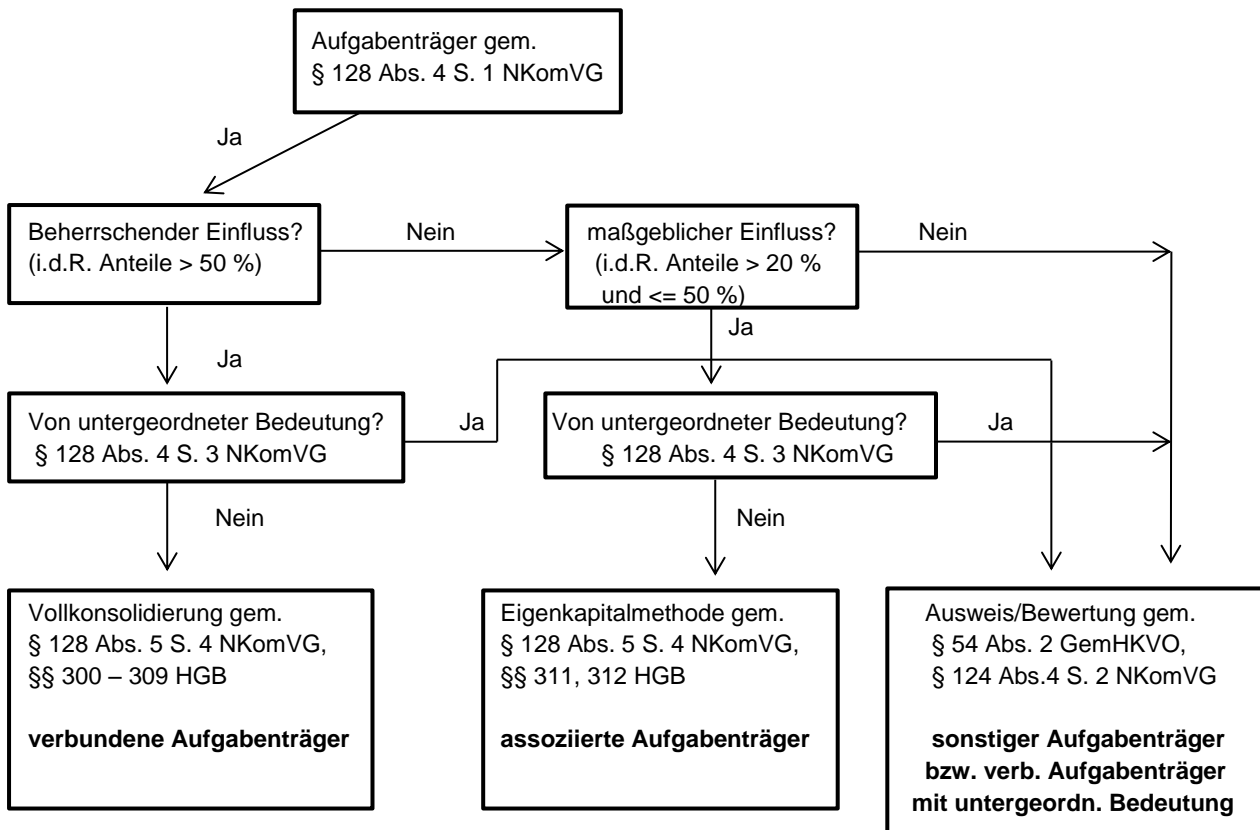 Aufgabenträger gem.
§ 128 Abs. 4 S. 1 NKomVG
Ja
Beherrschender Einfluss?
(i.d.R. Anteile > 50 %)
Nein
maßgeblicher Einfluss?
(i.d.R. Anteile > 20 %
und <= 50 %)
Nein
Ja
Ja
Von untergeordneter Bedeutung?
§ 128 Abs. 4 S. 3 NKomVG
Ja
Von untergeordneter Bedeutung?
§ 128 Abs. 4 S. 3 NKomVG
Ja
Nein
Nein
Vollkonsolidierung gem.
§ 128 Abs. 5 S. 4 NKomVG,
§§ 300 – 309 HGB
verbundene Aufgabenträger
Eigenkapitalmethode gem.
§ 128 Abs. 5 S. 4 NKomVG,
§§ 311, 312 HGB
assoziierte Aufgabenträger
Ausweis/Bewertung gem.
§ 54 Abs. 2 GemHKVO,
§ 124 Abs.4 S. 2 NKomVG
sonstiger Aufgabenträger
bzw. verb. Aufgabenträger
mit untergeordn. Bedeutung